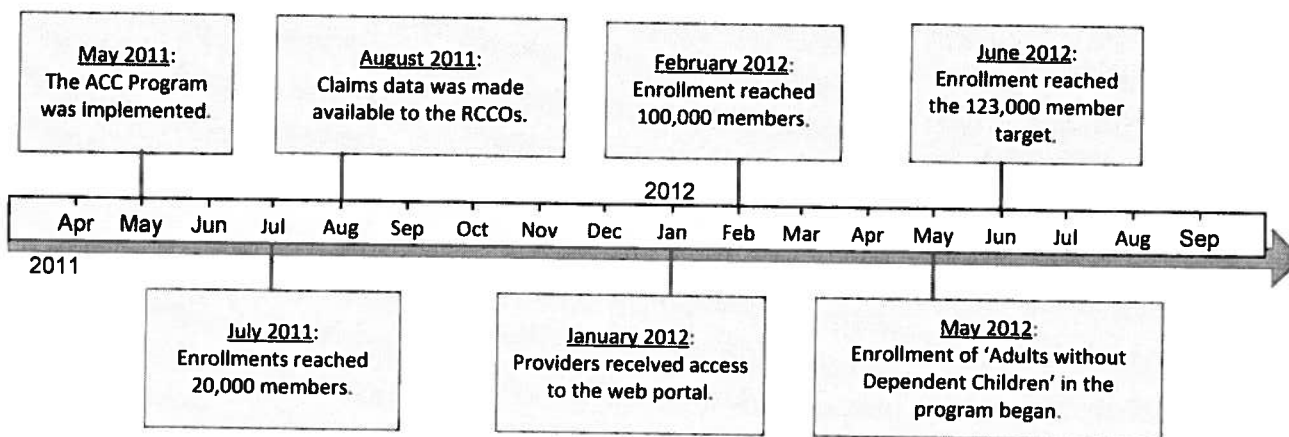 May 2011:
The ACC Program
was implemented.
August 2011:
Claims data was made
available to the RCCOs.
February 2012:
Enrollment reached
100,000 members.
June 2012:
Enrollment reached
the 123,000 member
target.
2012
Apr May Jun Jul Aug Sep Oct Nov Dec Jan Feb Mar Apr May Jun Jul Aug Sep
2011
July 2011:
Enrollments reached
20,000 members.
January 2012:
Providers received access
to the web portal.
May 2012:
Enrollment of 'Adults without
Dependent Children' in the
program began.